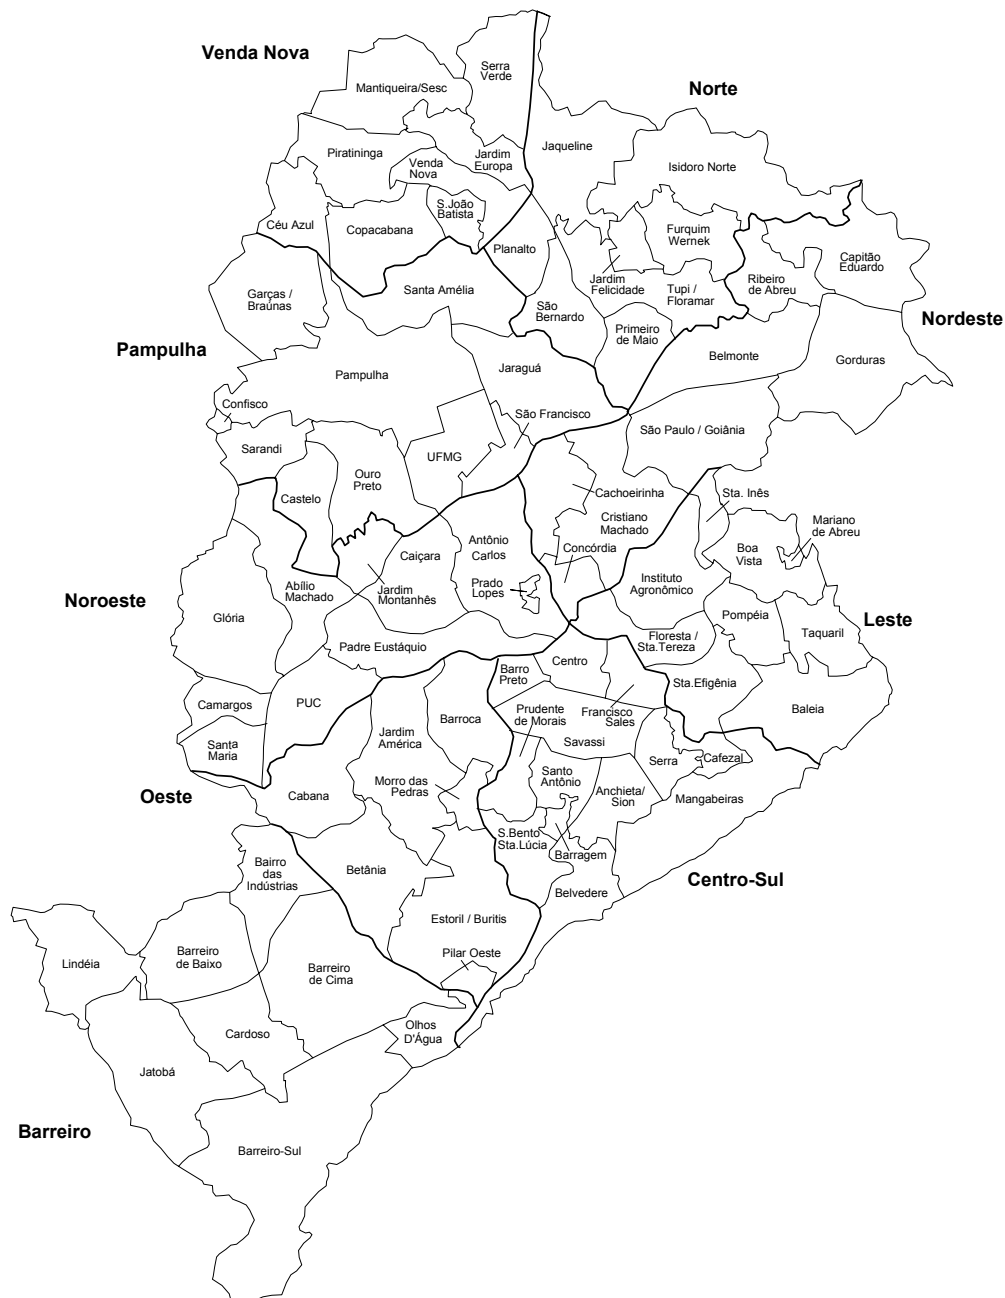 Venda Nova
Serra
Verde
Mantiqueira/Sesc
Norte
Piratininga
Jardim
Europa
Jaqueline
Venda
Nova
Isidoro Norte
S.João
Batista
Céu Azul
Copacabana
Furquim
Wernek
Planalto
Capitão
Eduardo
Jardim
Felicidade
Ribeiro
de Abreu
Garças /
Braúnas
Santa Amélia
Tupi /
Floramar
São
Bernardo
Nordeste
Primeiro
de Maio
Pampulha
Belmonte
Gorduras
Jaraguá
Pampulha
Confisco
São Francisco
São Paulo / Goiânia
Sarandi
UFMG
Ouro
Preto
Castelo
Cachoeirinha
Sta. Inês
Cristiano
Machado
Mariano
de Abreu
Antônio
Carlos
Caiçara
Concórdia
Boa
Vista
Abílio
Machado
Jardim
Montanhês
Prado
Lopes
Instituto
Agronômico
Noroeste
Glória
Pompéia
Leste
Floresta /
Sta.Tereza
Taquaril
Padre Eustáquio
Centro
Barro
Preto
Sta.Efigênia
Camargos
PUC
Barroca
Prudente
de Morais
Francisco
Sales
Baleia
Jardim
América
Savassi
Santa
Maria
Serra
Cafezal
Morro das
Pedras
Santo
Antônio
Oeste
Cabana
Anchieta/
Sion
Mangabeiras
S.Bento
Sta.Lúcia
Barragem
Bairro
das
Indústrias
Betânia
Centro-Sul
Belvedere
Estoril / Buritis
Barreiro
de Baixo
Pilar Oeste
Lindéia
Barreiro
de Cima
Olhos
D'Água
Cardoso
Jatobá
Barreiro
Barreiro-Sul